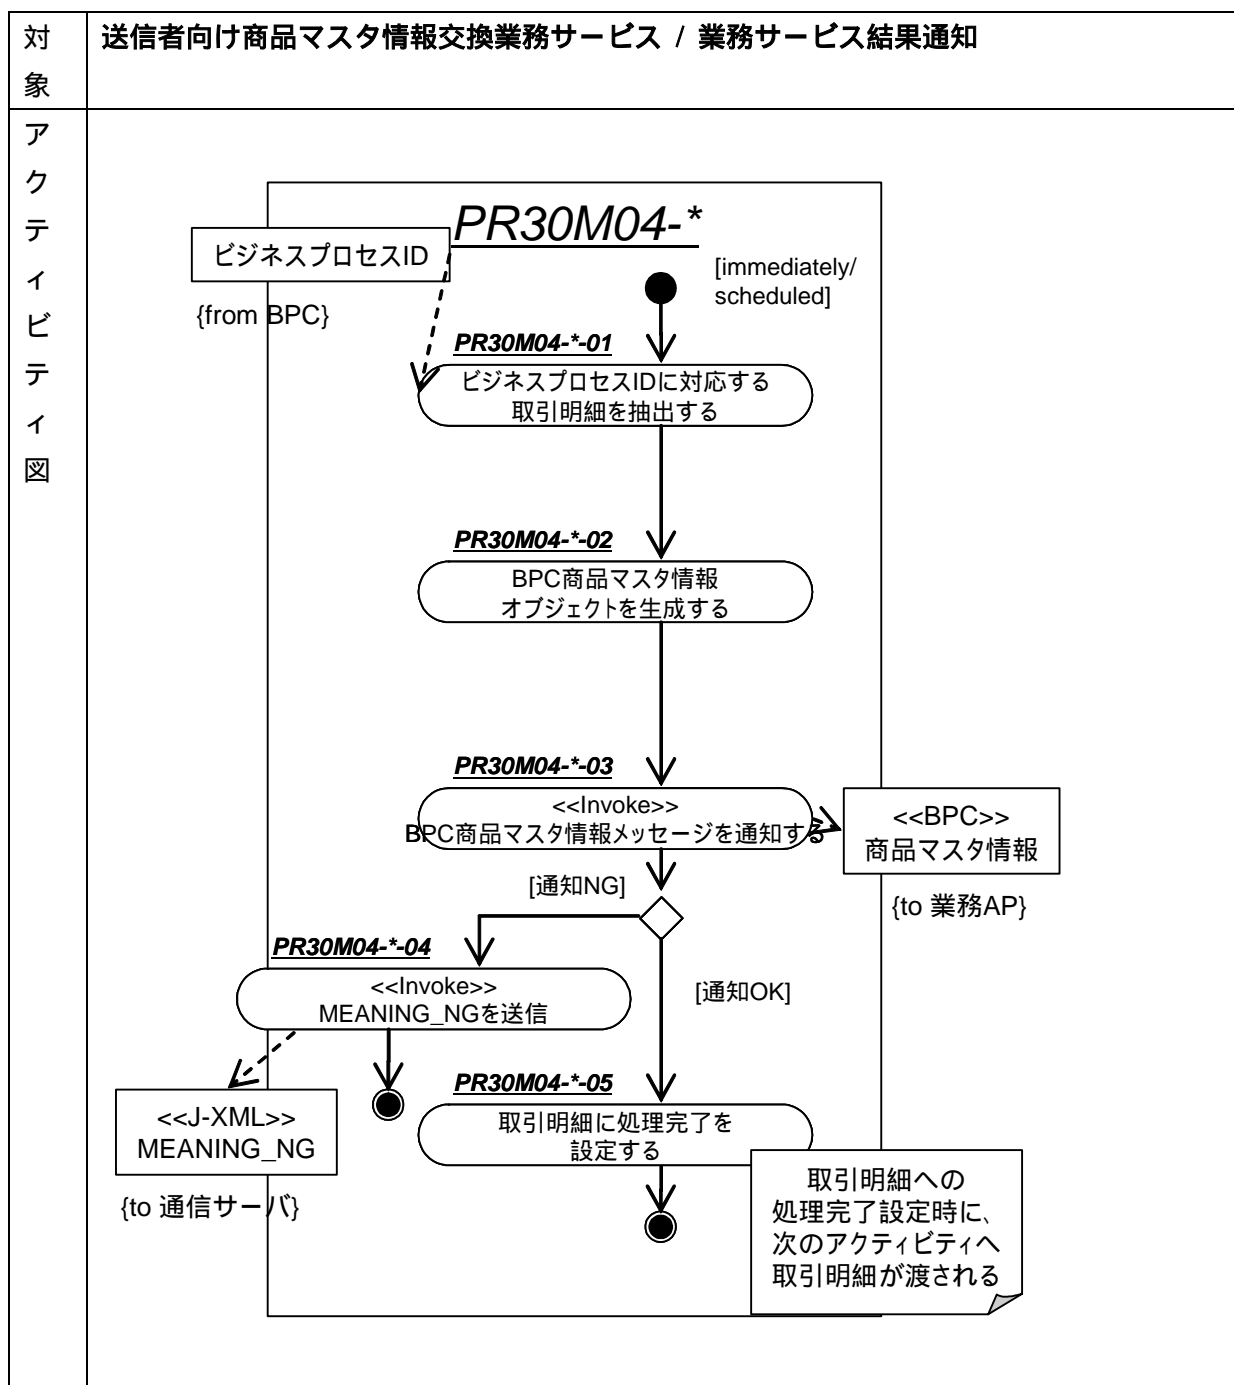 対
象
送信者向け商品マスタ情報交換業務サービス / 業務サービス結果通知
ア
ク
テ
ィ
ビ
テ
ィ
図
PR30M04-*
ビジネスプロセスID
{from BPC}
[immediately/
scheduled]
PR30M04-*-01
ビジネスプロセスIDに対応する
取引明細を抽出する
PR30M04-*-02
BPC商品マスタ情報
オブジェクトを生成する
PR30M04-*-03
<<Invoke>>
BPC商品マスタ情報メッセージを通知する
<<BPC>>
商品マスタ情報
{to 業務AP}
[通知NG]
PR30M04-*-04
<<Invoke>>
MEANING_NGを送信
[通知OK]
<<J-XML>>
MEANING_NG
{to 通信サーバ}
PR30M04-*-05
取引明細に処理完了を
設定する
取引明細への
処理完了設定時に、
次のアクティビティへ
取引明細が渡される